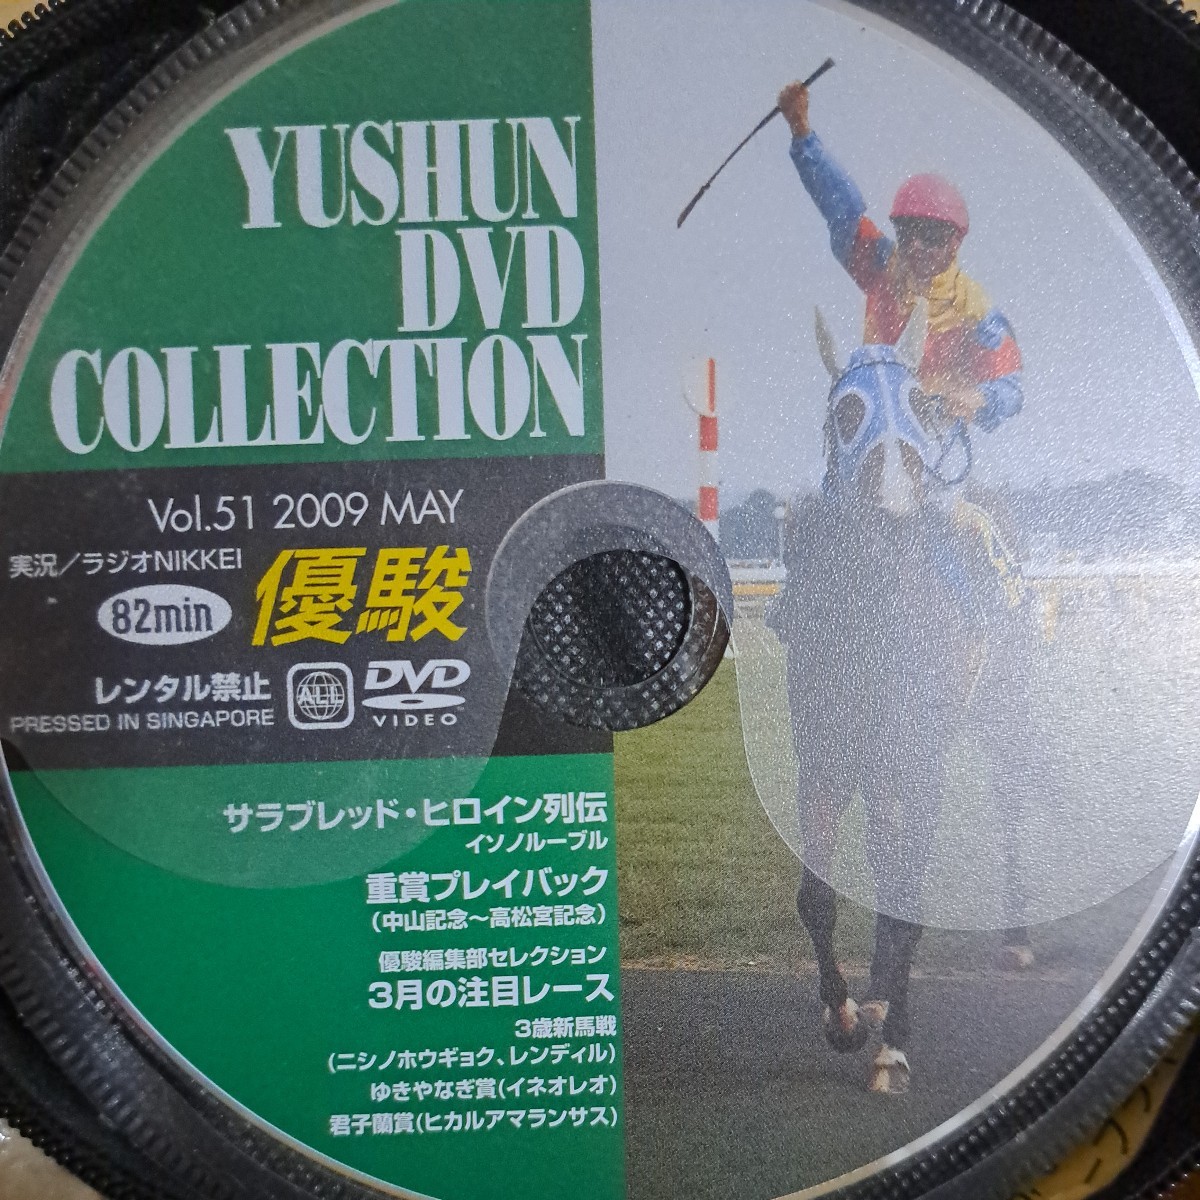 YUSHUN
DVD
COLLECTION
Vol.51 2009 MAY
実況／ラジオNIKKEI
82min
優駿
レンタル禁止
ALL
DVD
VIDEO
PRESSED IN SINGAPORE
サラブレッド・ヒロイン列伝
イソノルーブル
重賞プレイバック
（中山記念～高松宮記念）
優駿編集部セレクション
3月の注目レース
3歳新馬戦
(ニシノホウギョク、レンディル)
ゆきやなぎ賞(イネオレオ)
君子蘭賞(ヒカルアマランサス)